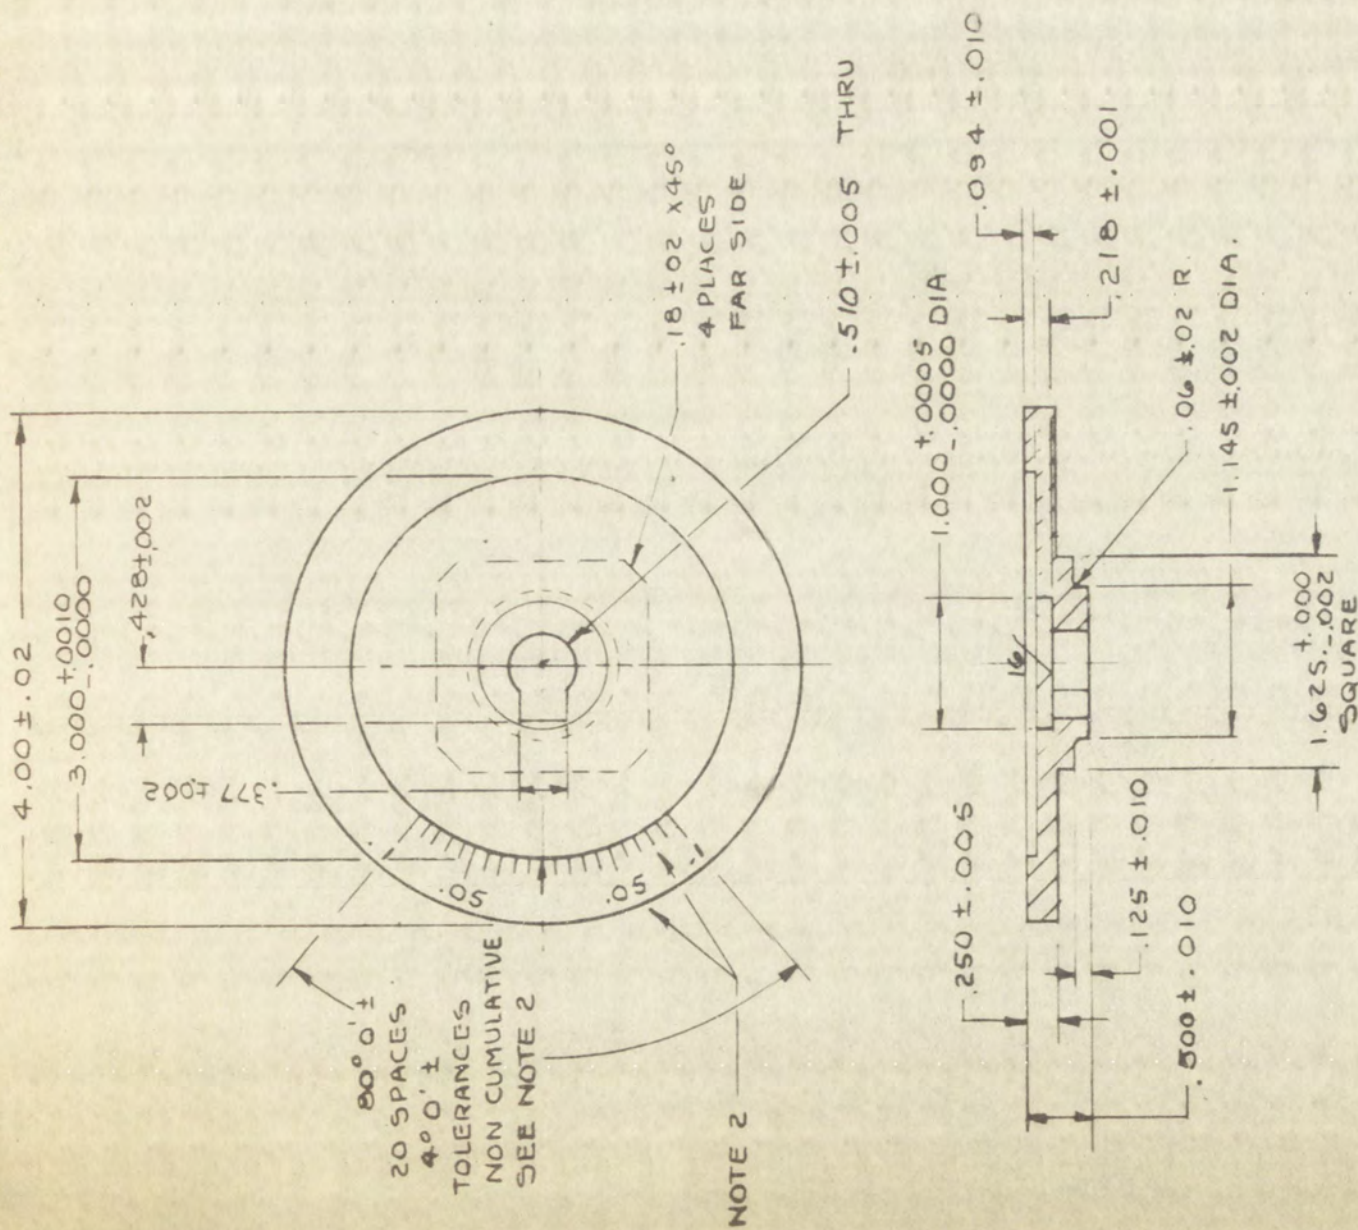 4.00 ±.02
3.000 +.0010
-.0000
.428±.002
.377 ±.002
.18 ±.02 X45°
4 PLACES
FAR SIDE
.510±.005 THRU
50.
50.
80° 0' ±
20 SPACES
4° 0' ±
TOLERANCES
NON CUMULATIVE
SEE NOTE 2
NOTE 2
.094 ±.010
.218 ±.001
1.000 +.0005
-.0000 DIA
16
.06 ±.02 R.
1.145 ±.002 DIA.
1.625 +.000
-.002
SQUARE
.250 ±.005
.125 ±.010
.500±.010